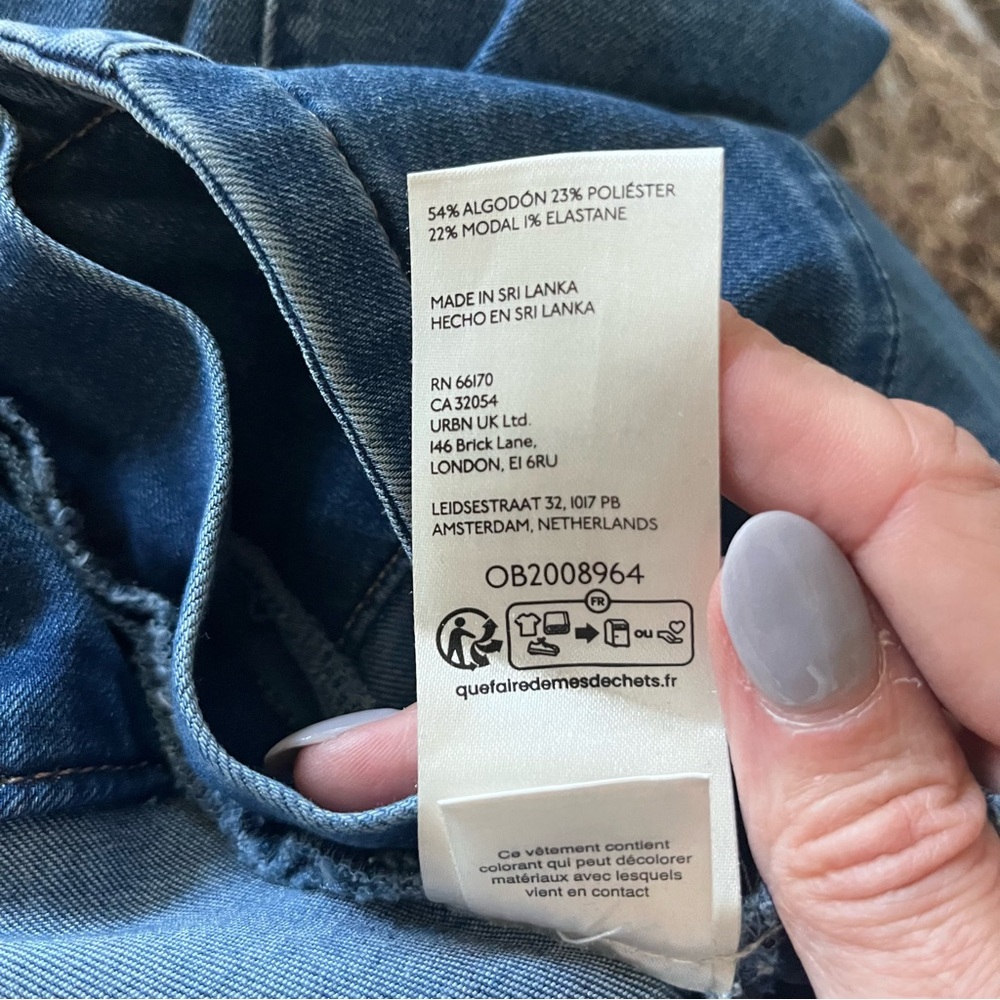 54% ALGODÓN 23% POLIÉSTER
22% MODAL 1% ELASTANE
MADE IN SRI LANKA
HECHO EN SRI LANKA
RN 66170
CA 32054
URBN UK Ltd.
146 Brick Lane,
LONDON, E1 6RU
LEIDSESTRAAT 32, 1017 PB
AMSTERDAM, NETHERLANDS
OB2008964
FR
ou
quefairedemesdechets.fr
Ce vêtement contient
colorant qui peut décolorer
matériaux avec lesquels
vient en contact